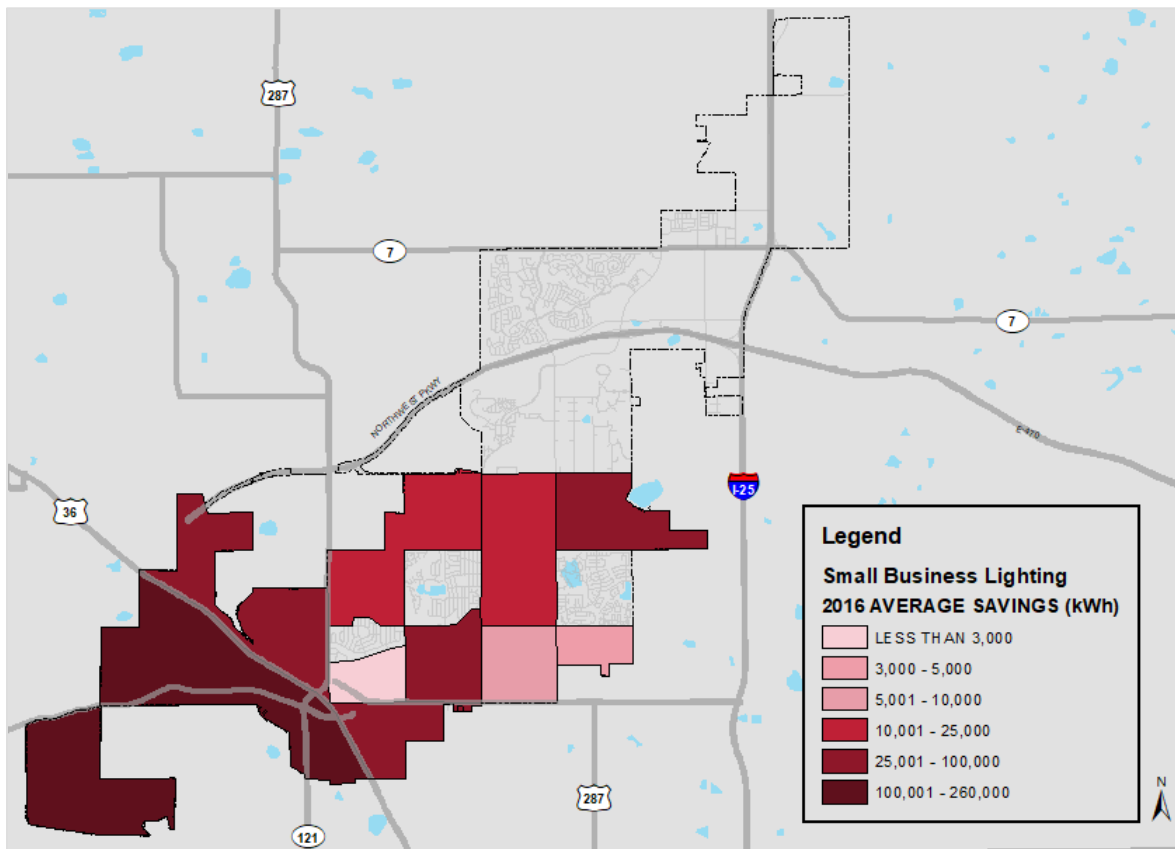 287
7
7
NORTHWEST PKWY
E-470
36
I-25
Legend
Small Business Lighting
2016 AVERAGE SAVINGS (kWh)
LESS THAN 3,000
3,000 - 5,000
5,001 - 10,000
10,001 - 25,000
25,001 - 100,000
100,001 - 260,000
N
287
121